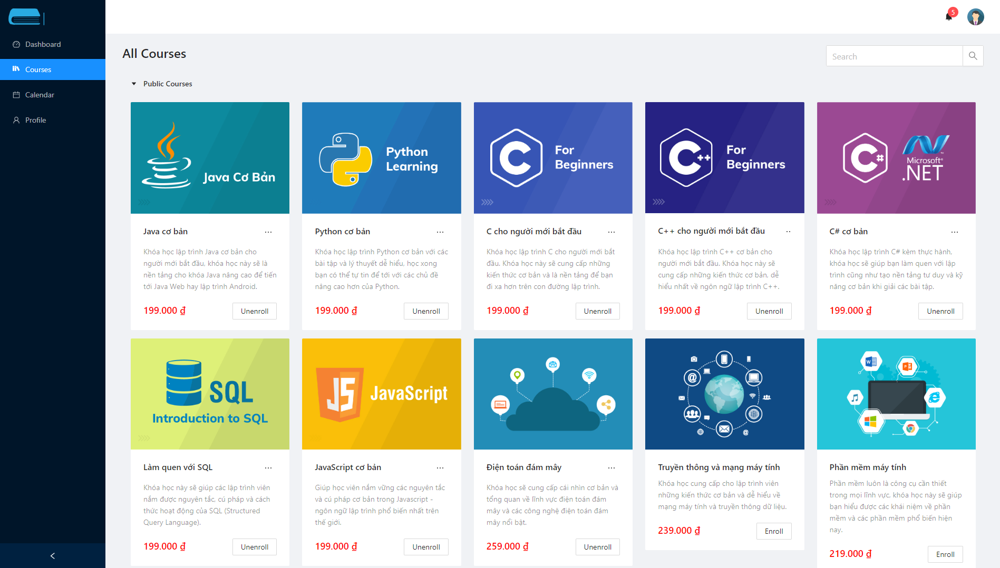 5
Dashboard
Courses
Calendar
Profile
All Courses
Search
Public Courses
Java Cơ Bản
Python
Learning
For
Beginners
For
Beginners
Microsoft®
.NET
Java cơ bản
Khóa học lập trình Java cơ bản cho
người mới bắt đầu, khóa học này sẽ là
nền tảng cho khóa Java nâng cao để tiến
tới Java Web hay lập trình Android.
199.000 ₫
Unenroll
Python cơ bản
Khóa học lập trình Python cơ bản với các
bài tập và lý thuyết dễ hiểu, học xong
bạn có thể tự tin để tới với các chủ đề
nâng cao hơn của Python.
199.000 ₫
Unenroll
C cho người mới bắt đầu
Khóa học lập trình C cho người mới bắt
đầu. Khóa học này sẽ cung cấp những
kiến thức cơ bản và là nền tảng để bạn
đi xa hơn trên con đường lập trình.
199.000 ₫
Unenroll
C++ cho người mới bắt đầu
Khóa học lập trình C++ cơ bản cho
người mới bắt đầu. Khóa học này sẽ
cung cấp những kiến thức cơ bản, dễ
hiểu nhất về ngôn ngữ lập trình C++.
199.000 ₫
Unenroll
C# cơ bản
Khóa học lập trình C# kèm thực hành,
khóa học sẽ giúp bạn làm quen với lập
trình cũng như tạo nền tảng tư duy và kỹ
năng cơ bản khi giải các bài tập.
199.000 ₫
Unenroll
SQL
Introduction to SQL
JS
JavaScript
Làm quen với SQL
Khóa học này sẽ giúp các lập trình viên
nắm được nguyên tắc, cú pháp và cách
thức hoạt động của SQL (Structured
Query Language).
199.000 ₫
Unenroll
JavaScript cơ bản
Giúp học viên nắm vững các nguyên tắc
và cú pháp cơ bản trong Javascript -
ngôn ngữ lập trình phổ biến nhất trên
thế giới.
199.000 ₫
Unenroll
Điện toán đám mây
Khóa học sẽ cung cấp cái nhìn cơ bản và
tổng quan về lĩnh vực điện toán đám
mây và các công nghệ điện toán đám
mây nổi bật.
259.000 ₫
Unenroll
Truyền thông và mạng máy tính
Khóa học cung cấp cho lập trình viên
những kiến thức cơ bản và dễ hiểu về
mạng máy tính và truyền thông dữ liệu.
239.000 ₫
Enroll
Phần mềm máy tính
Phần mềm luôn là công cụ cần thiết
trong mọi lĩnh vực, khóa học này sẽ giúp
bạn hiểu được các khái niệm về phần
mềm và các phần mềm phổ biến hiện
nay.
219.000 ₫
Enroll